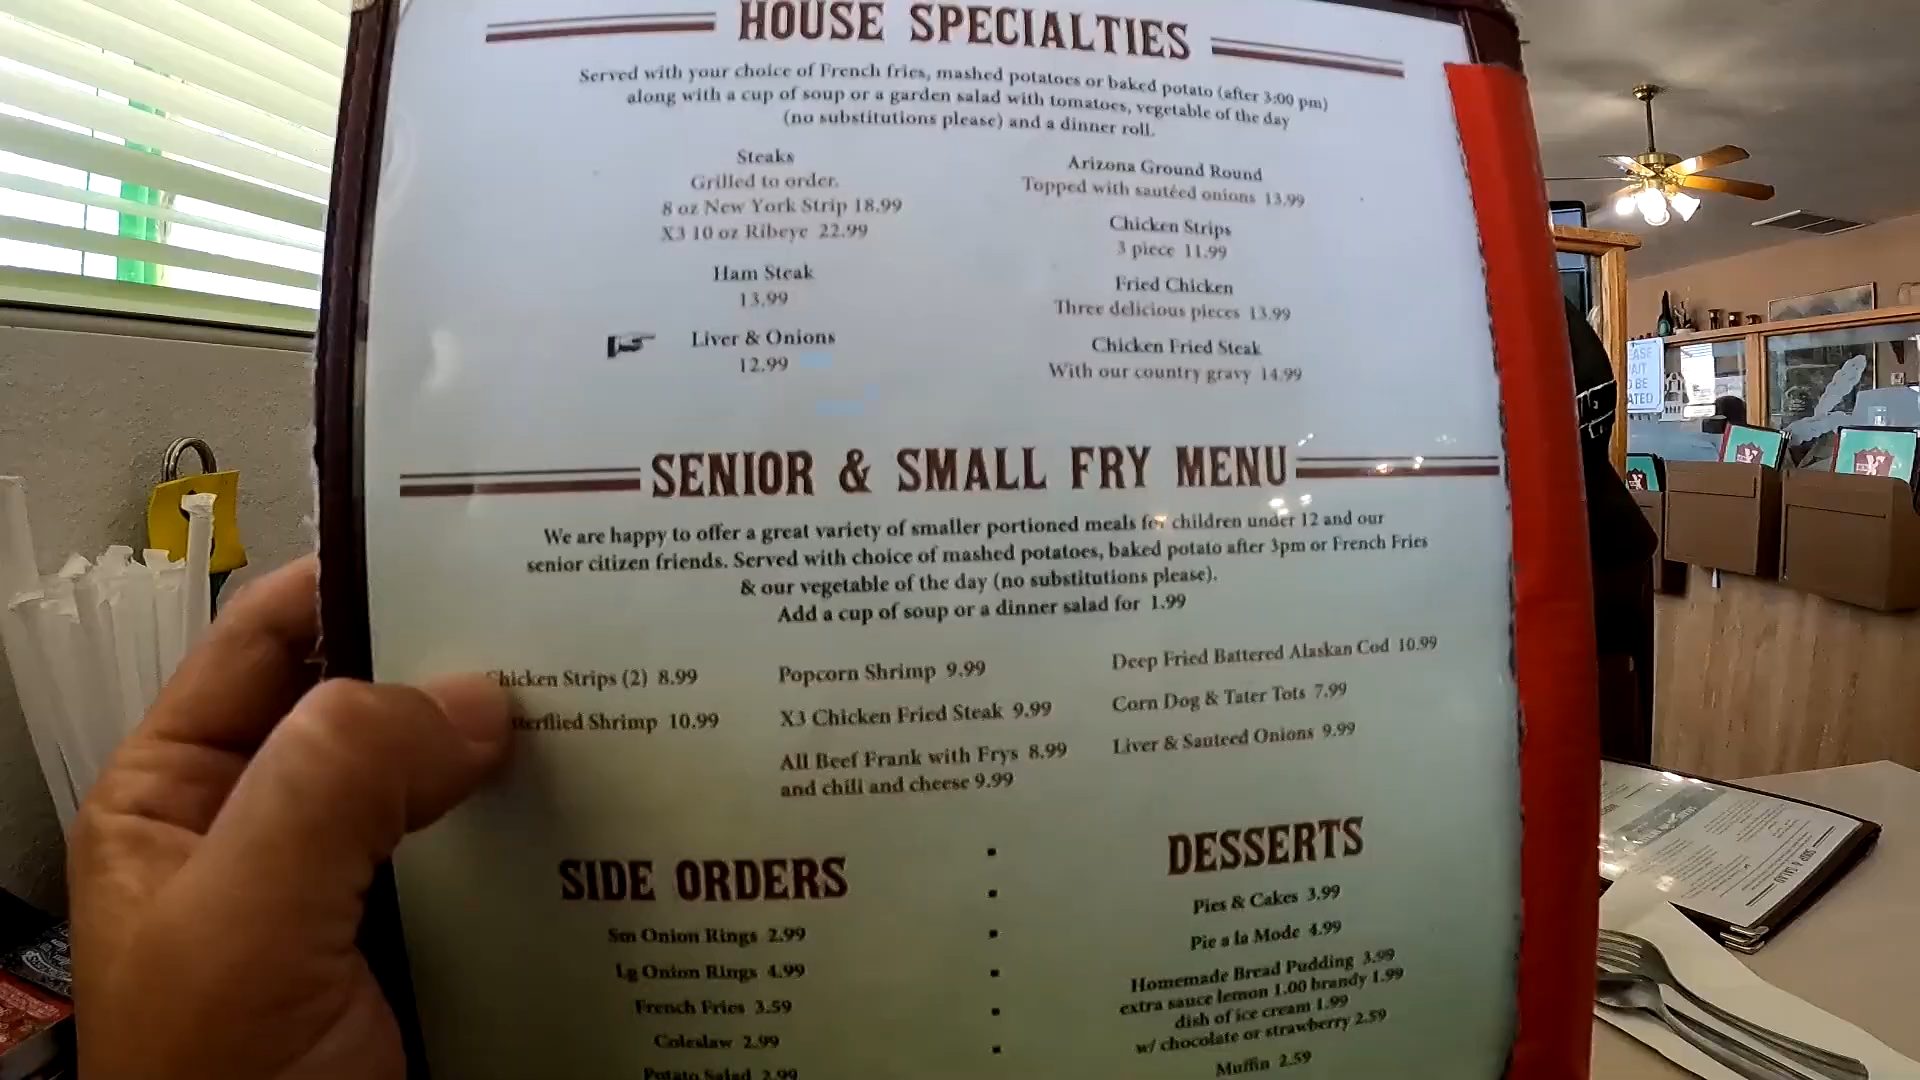 HOUSE SPECIALTIES
Served with your choice of French fries, mashed potatoes or baked potato (after 3:00 pm)
along with a cup of soup or a garden salad with tomatoes, vegetable of the day
(no substitutions please) and a dinner roll.
Steaks
Grilled to order.
8 oz New York Strip 18.99
X3 10 oz Ribeye 22.99
Ham Steak
13.99
Liver & Onions
12.99
Arizona Ground Round
Topped with sautéed onions 13.99
Chicken Strips
3 piece 11.99
Fried Chicken
Three delicious pieces 13.99
Chicken Fried Steak
With our country gravy 14.99
SENIOR & SMALL FRY MENU
We are happy to offer a great variety of smaller portioned meals for children under 12 and our
senior citizen friends. Served with choice of mashed potatoes, baked potato after 3pm or French Fries
& our vegetable of the day (no substitutions please).
Add a cup of soup or a dinner salad for 1.99
Chicken Strips (2) 8.99
Shrimp 10.99
Popcorn Shrimp 9.99
X3 Chicken Fried Steak 9.99
All Beef Frank with Frys 8.99
and chili and cheese 9.99
Deep Fried Battered Alaskan Cod 10.99
Corn Dog & Tater Tots 7.99
Liver & Sauteed Onions 9.99
SIDE ORDERS
Sm Onion Rings 2.99
Lg Onion Rings 4.99
French Fries 3.59
Coleslaw 2.99
Potato Salad 2.99
DESSERTS
Pies & Cakes 3.99
Pie a la Mode 4.99
Homemade Bread Pudding 3.99
extra sauce lemon 1.00 brandy 1.99
dish of ice cream 1.99
w/ chocolate or strawberry 2.59
Muffin 2.59